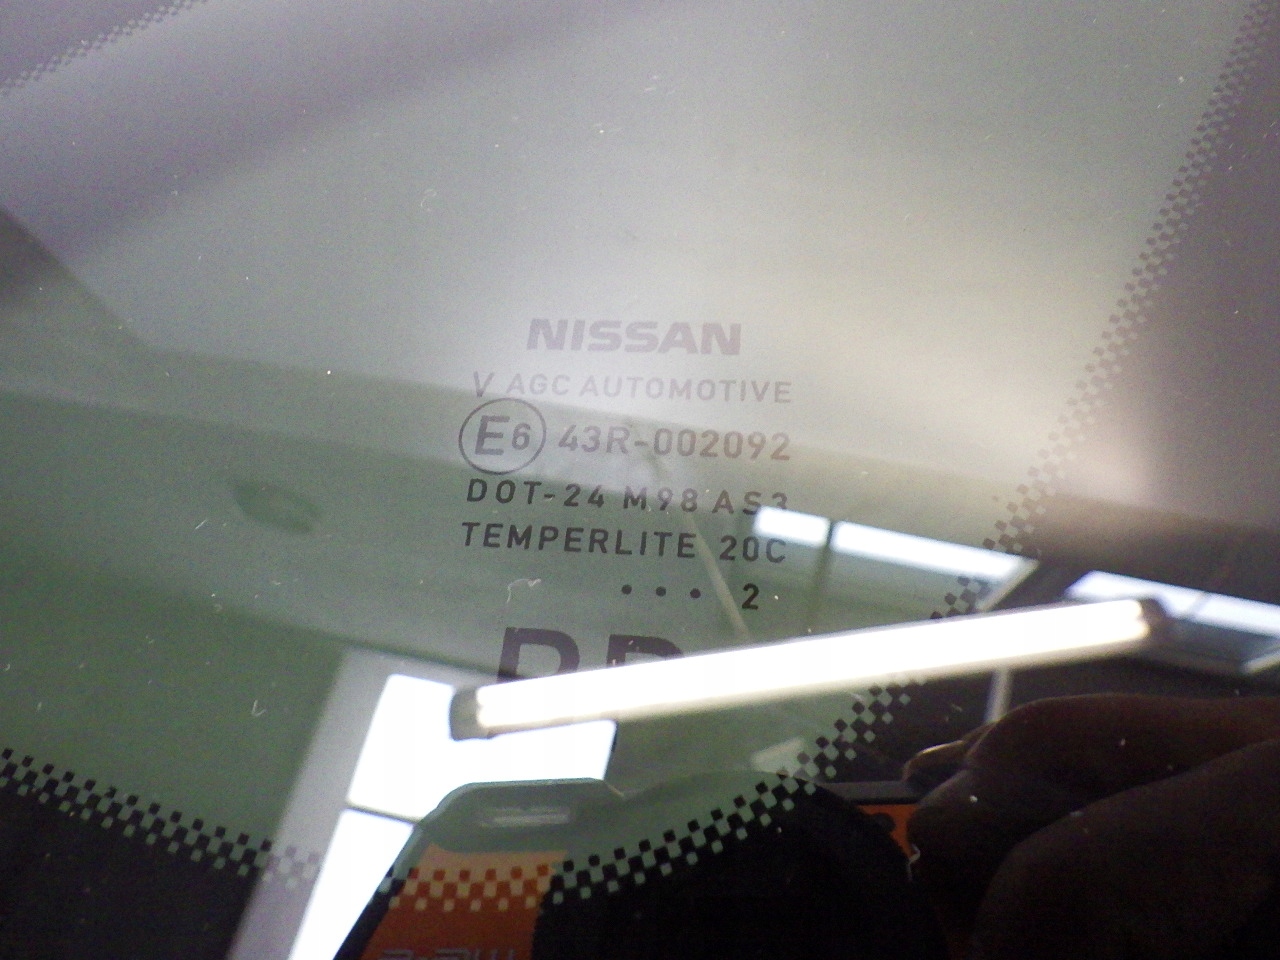 NISSAN
V AGC AUTOMOTIVE
E6 43R-002092
DOT-24 M98 AS3
TEMPERLITE 20C
• • • 2